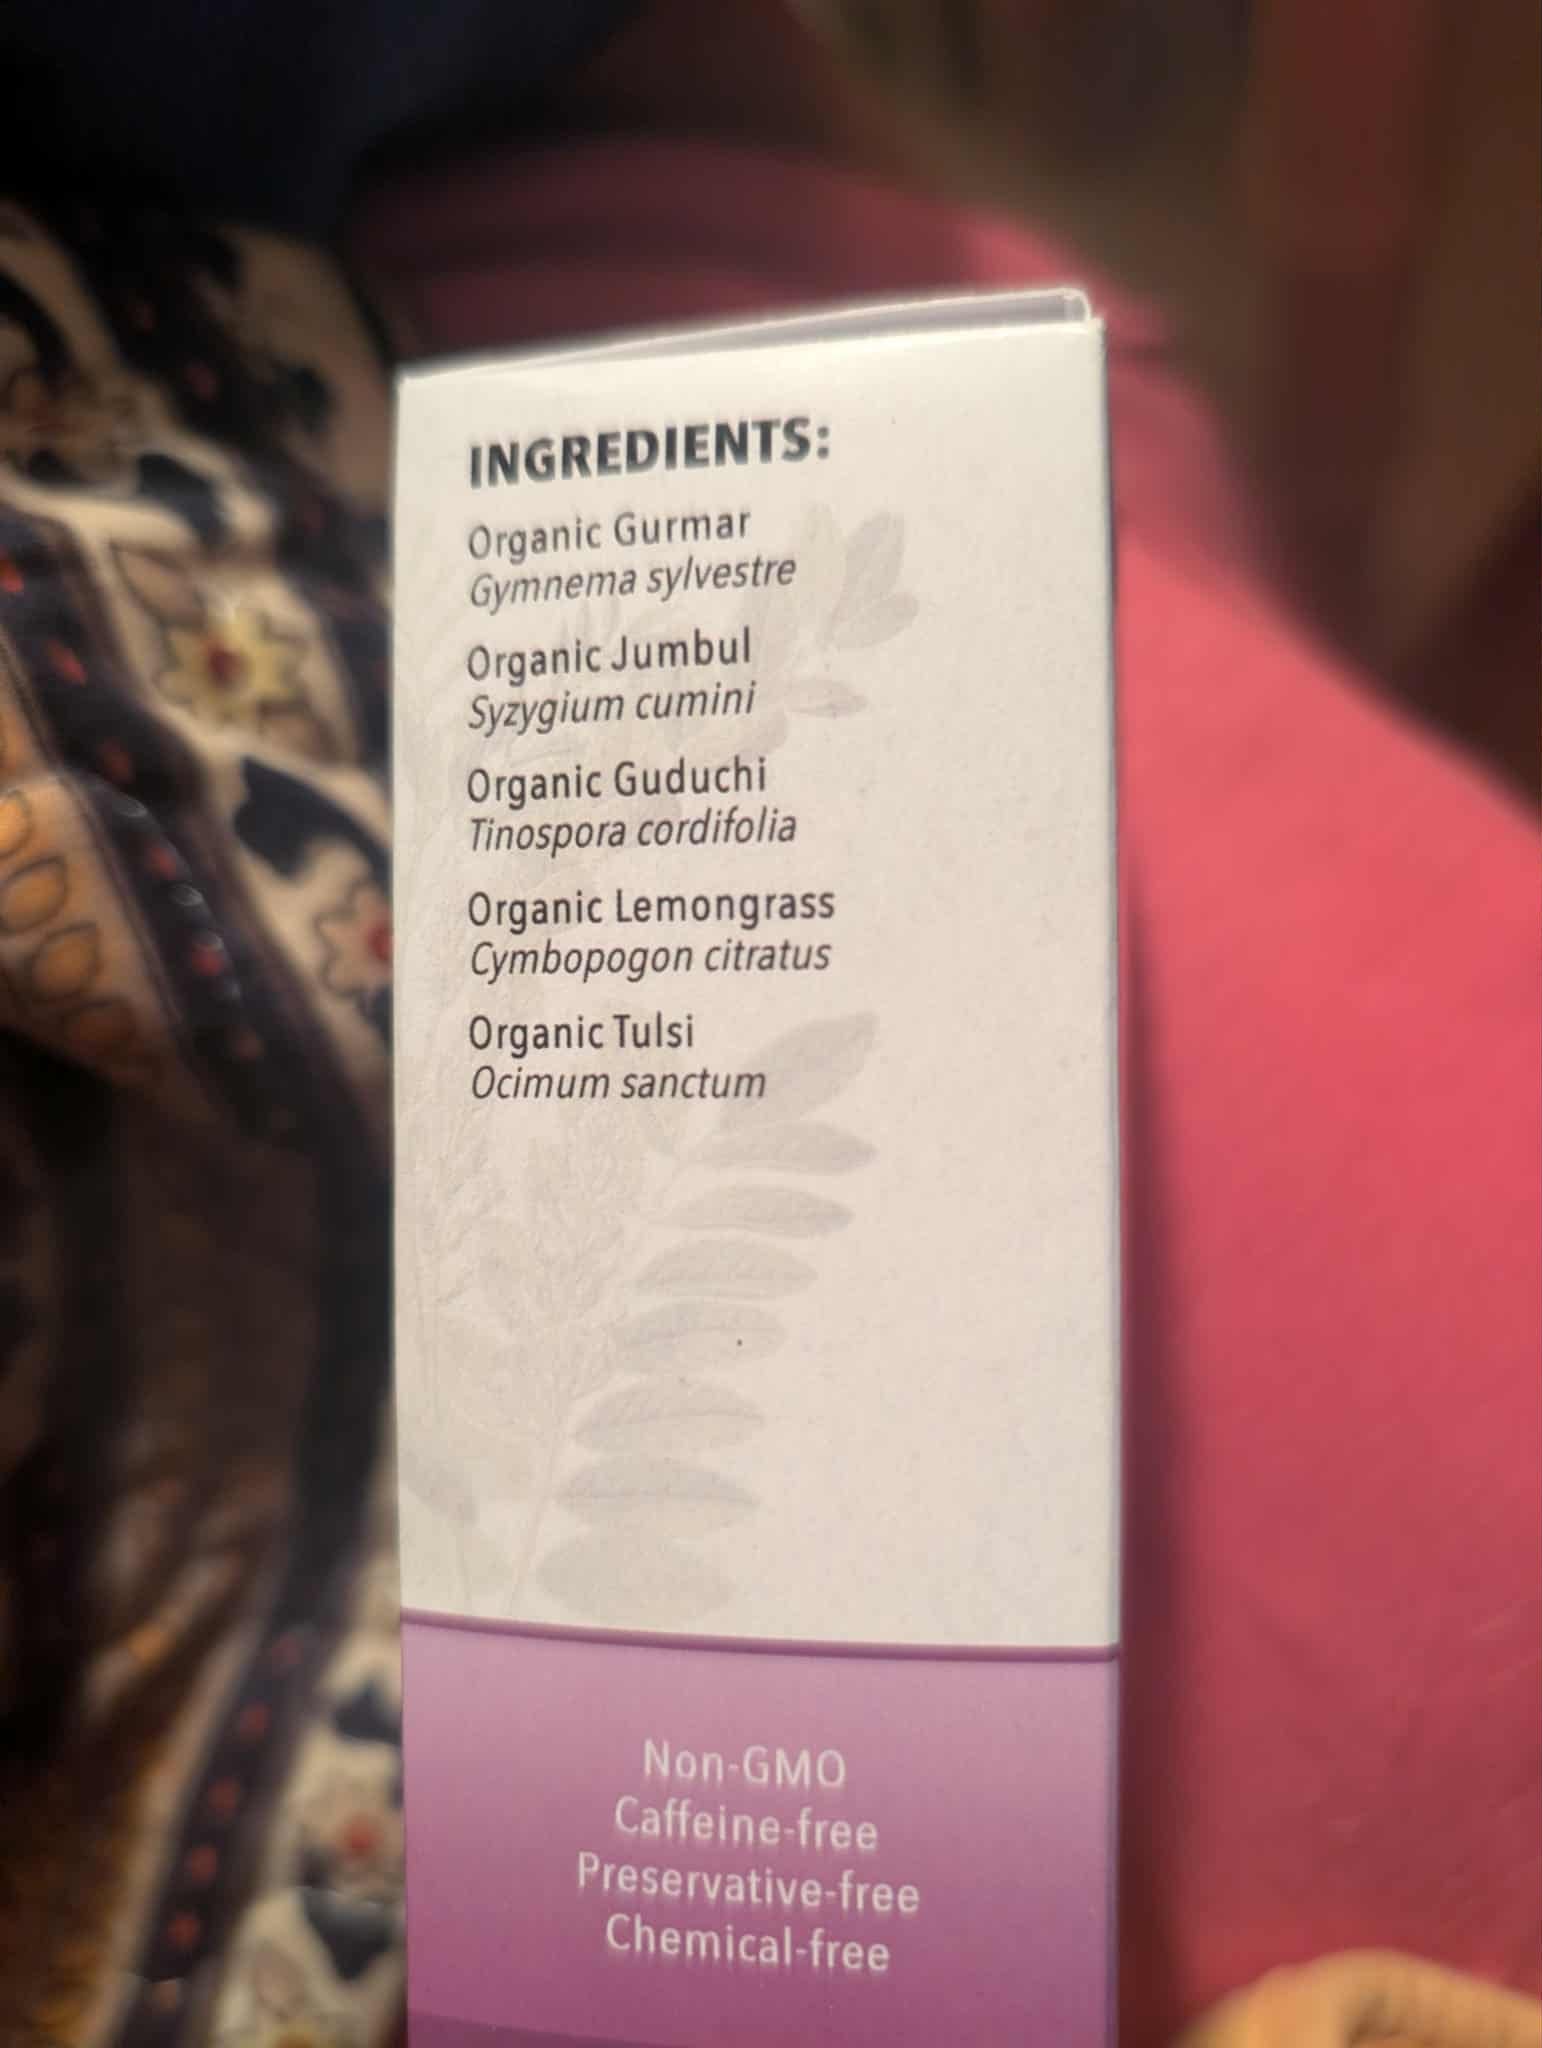 INGREDIENTS:
Organic Gurmar
Gymnema sylvestre
Organic Jumbul
Syzygium cumini
Organic Guduchi
Tinospora cordifolia
Organic Lemongrass
Cymbopogon citratus
Organic Tulsi
Ocimum sanctum
Non-GMO
Caffeine-free
Preservative-free
Chemical-free